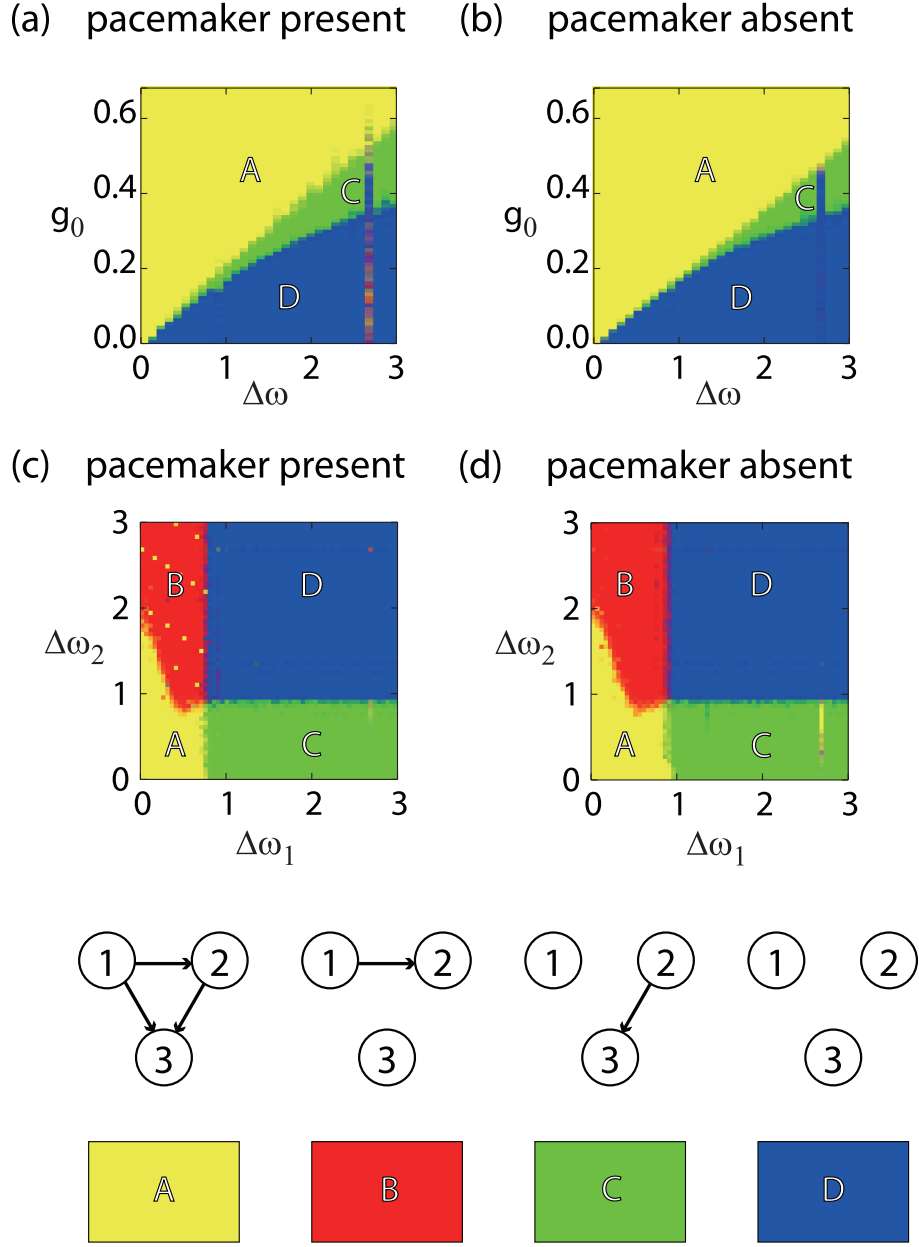 (a) pacemaker present
(b) pacemaker absent
0.6
0.4
0.2
0.0
g0
A
C
D
0 1 2 3
Δω
0.6
0.4
0.2
0.0
g0
A
C
D
0 1 2 3
Δω
(c) pacemaker present
(d) pacemaker absent
3
2
1
0
Δω2
B
D
A
C
0 1 2 3
Δω1
3
2
1
0
Δω2
B
D
A
C
0 1 2 3
Δω1
1 2 1 2 1 2 1 2
3 3 3 3
A B C D